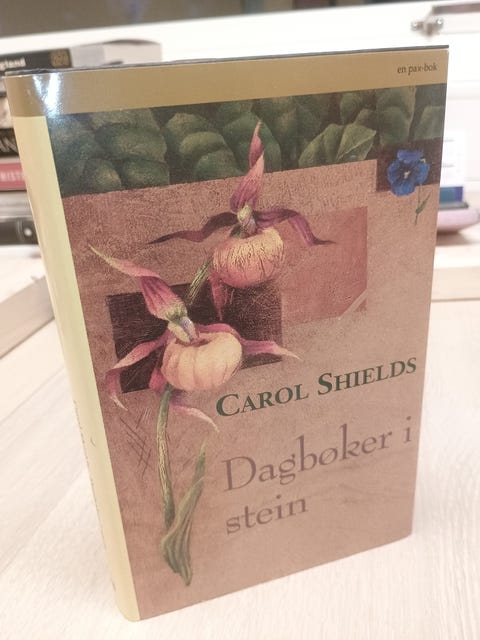 en pax-bok
CAROL SHIELDS
Dagbøker i
stein